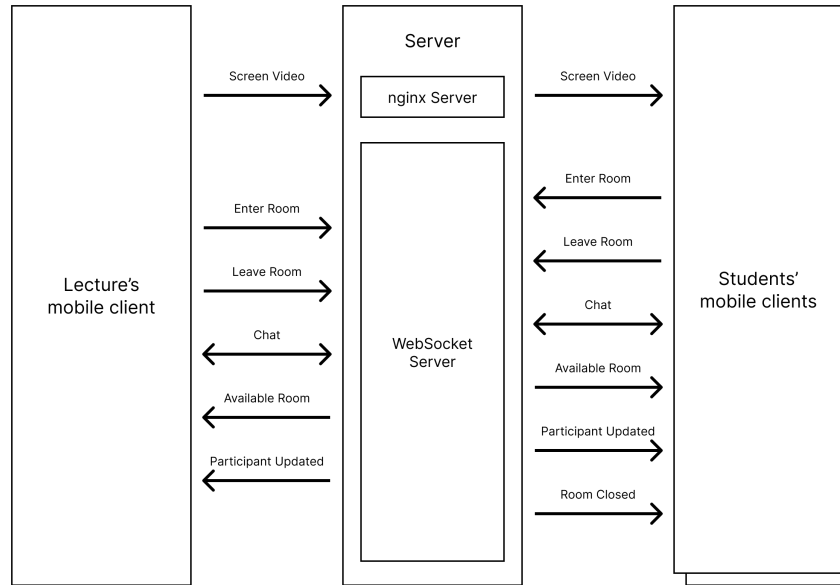 Server
Screen Video
nginx Server
Screen Video
Enter Room
Enter Room
Leave Room
Leave Room
Lecture's
mobile client
Students'
mobile clients
Chat
Chat
WebSocket
Server
Available Room
Available Room
Participant Updated
Participant Updated
Room Closed